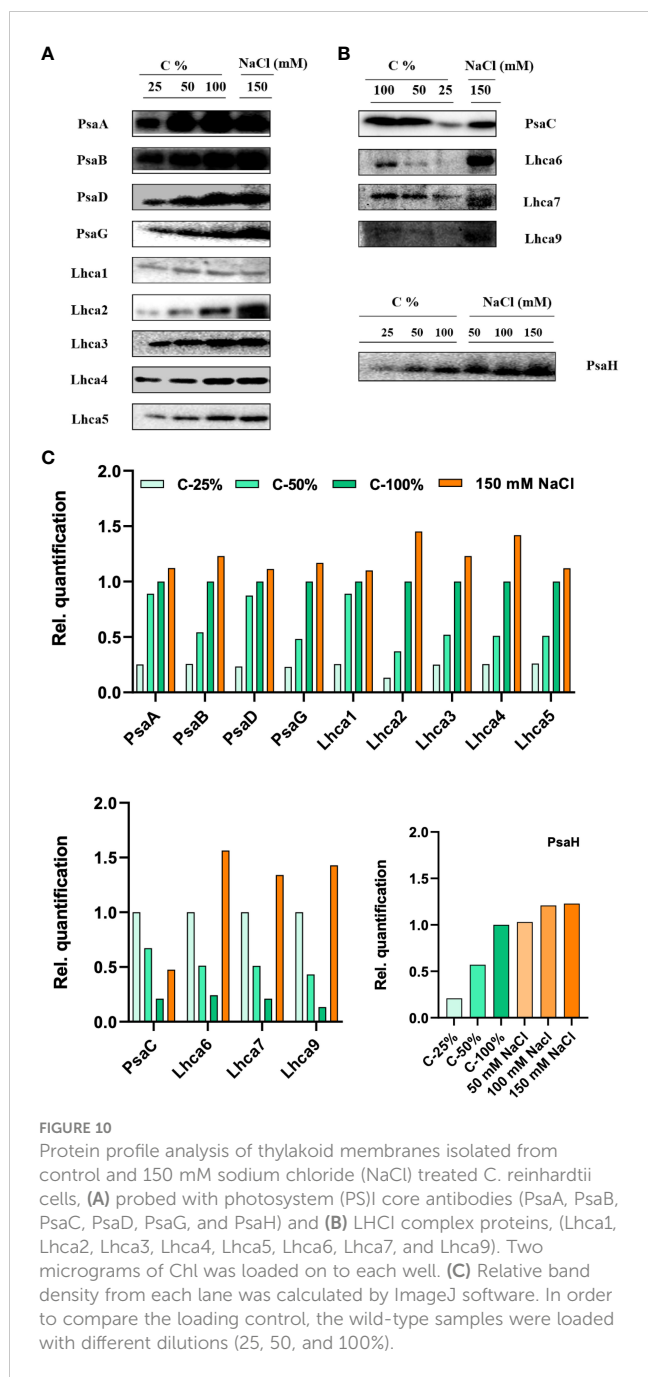 A
C %
NaCl (mM)
25 50 100 150
PsaA
PsaB
PsaD
PsaG
Lhca1
Lhca2
Lhca3
Lhca4
Lhca5
B
C %
NaCl (mM)
100 50 25 150
PsaC
Lhca6
Lhca7
Lhca9
C %
NaCl (mM)
25 50 100 50 100 150
PsaH
C
C-25% C-50% C-100% 150 mM NaCl
Rel. quantification
2.0
1.5
1.0
0.5
0.0
PsaA PsaB PsaD PsaG Lhca1 Lhca2 Lhca3 Lhca4 Lhca5
Rel. quantification
2.0
1.5
1.0
0.5
0.0
PsaC Lhca6 Lhca7 Lhca9
PsaH
Rel. quantification
2.0
1.5
1.0
0.5
0.0
C-25% C-50% C-100% 50 mM NaCl 100 mM NaCl 150 mM NaCl
FIGURE 10
Protein profile analysis of thylakoid membranes isolated from
control and 150 mM sodium chloride (NaCl) treated C. reinhardtii
cells, (A) probed with photosystem (PS)I core antibodies (PsaA, PsaB,
PsaC, PsaD, PsaG, and PsaH) and (B) LHCI complex proteins, (Lhca1,
Lhca2, Lhca3, Lhca4, Lhca5, Lhca6, Lhca7, and Lhca9). Two
micrograms of Chl was loaded on to each well. (C) Relative band
density from each lane was calculated by ImageJ software. In order
to compare the loading control, the wild-type samples were loaded
with different dilutions (25, 50, and 100%).